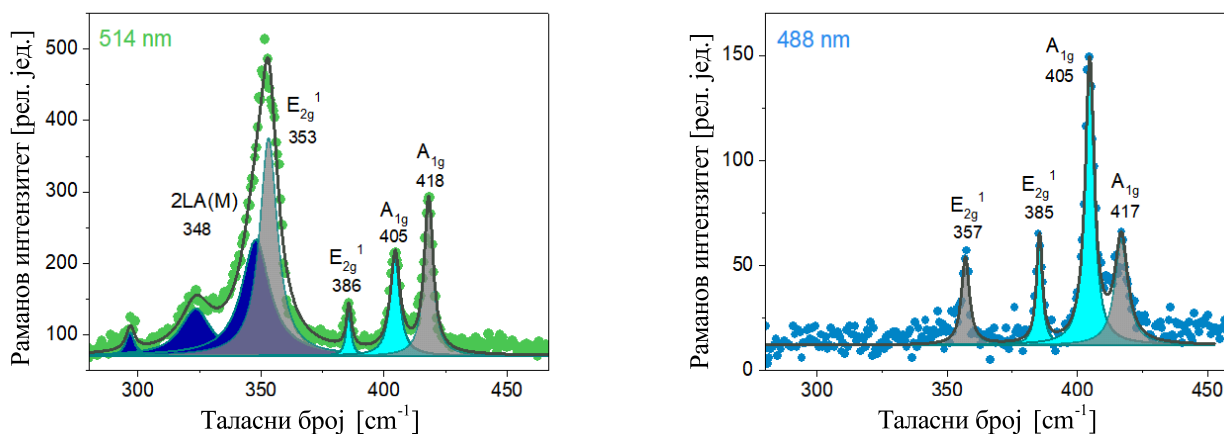 514 nm
Раманов интензитет [рел. јед.]
500
400
300
200
100
E2g1
353
2LA(M)
348
E2g1
386
A1g
405
A1g
418
300
350
400
450
Таласни број [cm-1]
488 nm
Раманов интензитет [рел. јед.]
150
100
50
0
E2g1
357
E2g1
385
A1g
405
A1g
417
300
350
400
450
Таласни број [cm-1]